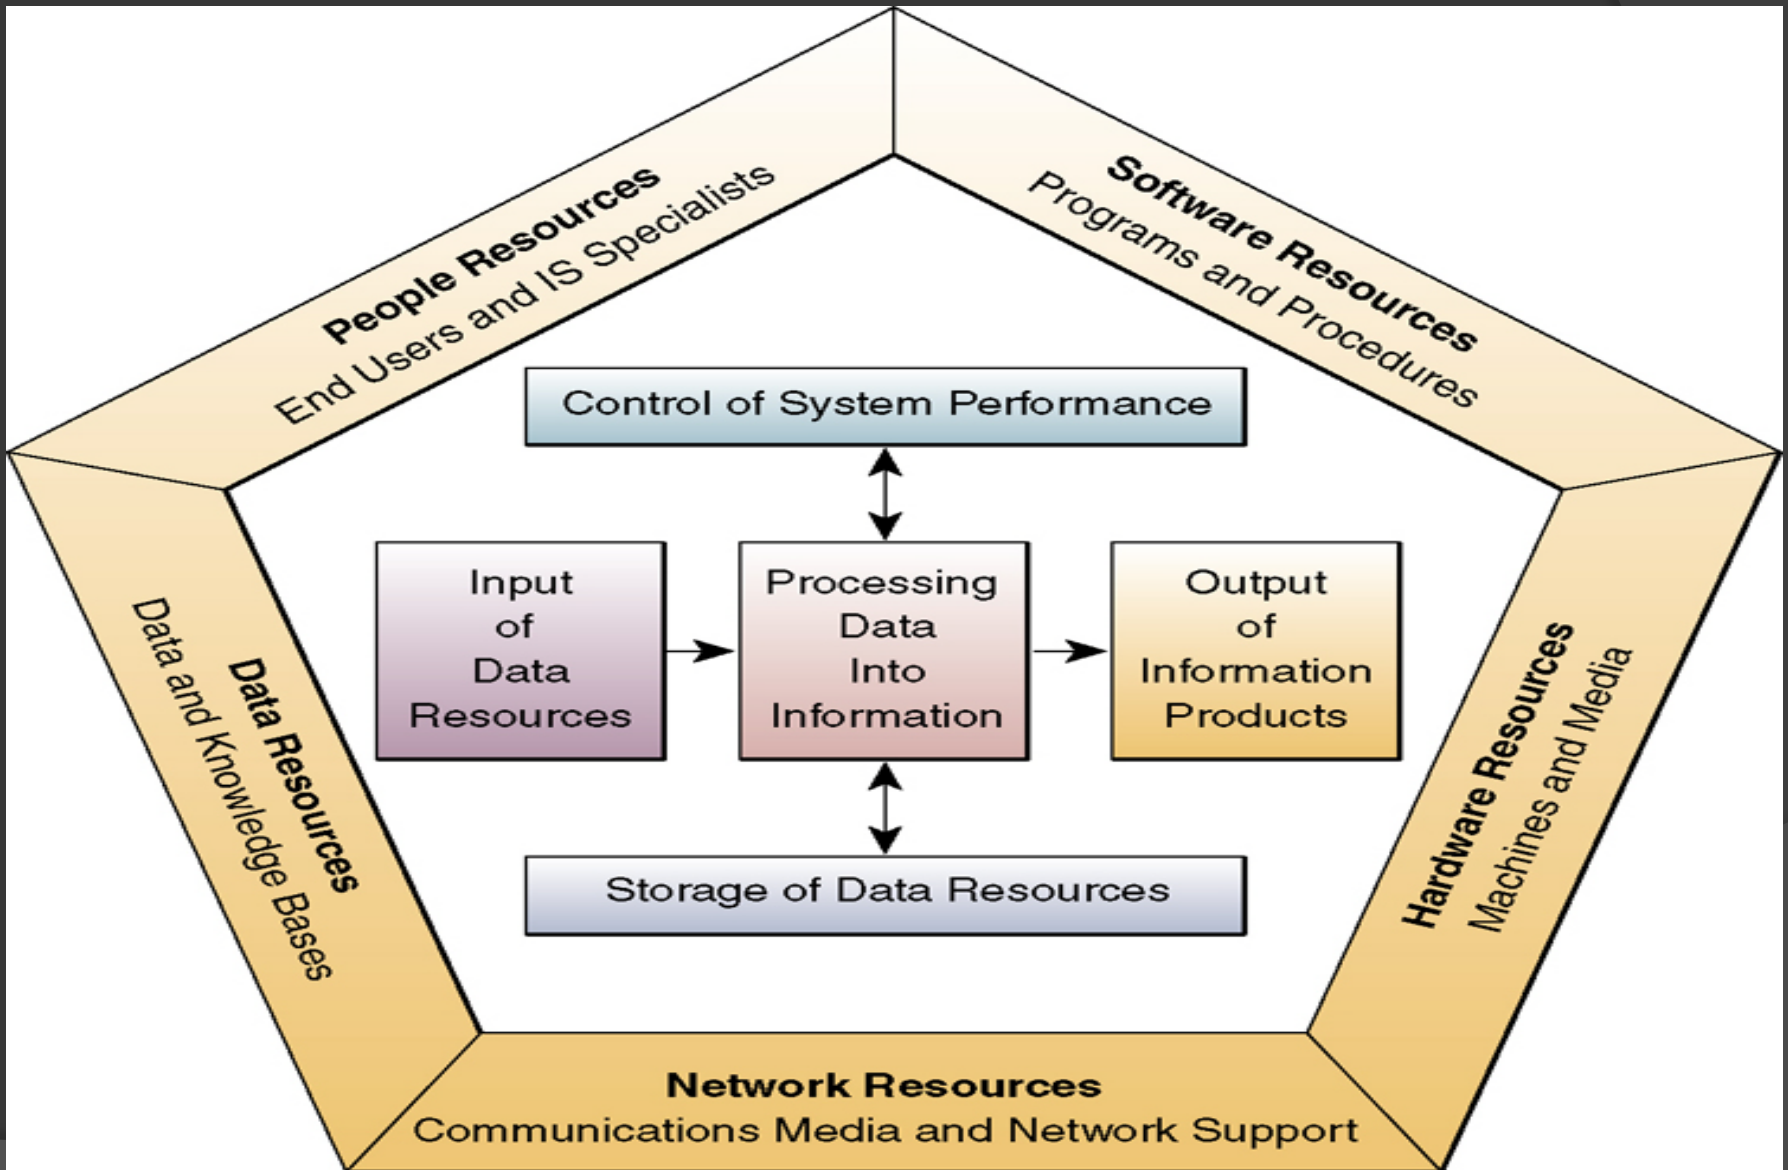 People Resources
End Users and IS Specialists
Software Resources
Programs and Procedures
Control of System Performance
Input
of
Data
Resources
Processing
Data
Into
Information
Output
of
Information
Products
Storage of Data Resources
Data Resources
Data and Knowledge Bases
Hardware Resources
Machines and Media
Network Resources
Communications Media and Network Support